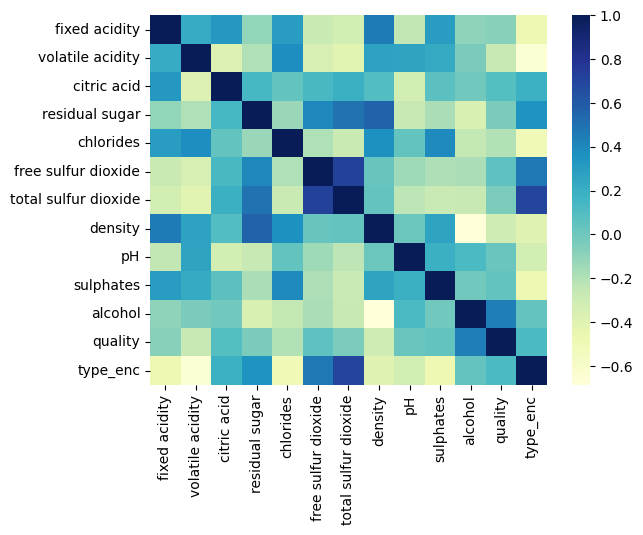 fixed acidity
volatile acidity
citric acid
residual sugar
chlorides
free sulfur dioxide
total sulfur dioxide
density
pH
sulphates
alcohol
quality
type_enc
fixed acidity
volatile acidity
citric acid
residual sugar
chlorides
free sulfur dioxide
total sulfur dioxide
density
pH
sulphates
alcohol
quality
type_enc
1.0
0.8
0.6
0.4
0.2
0.0
−0.2
−0.4
−0.6